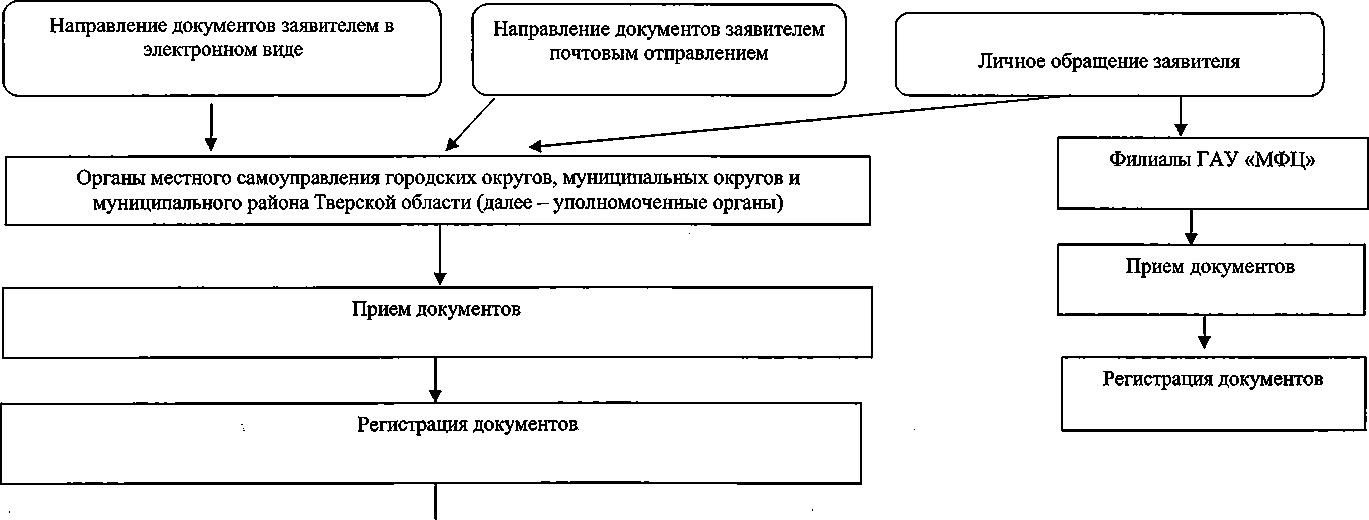 Направление документов заявителем в
электронном виде
Направление документов заявителем
почтовым отправлением
Личное обращение заявителя
Филиалы ГАУ «МФЦ»
Органы местного самоуправления городских округов, муниципальных округов и
муниципального района Тверской области (далее – уполномоченные органы)
Прием документов
Прием документов
Регистрация документов
Регистрация документов